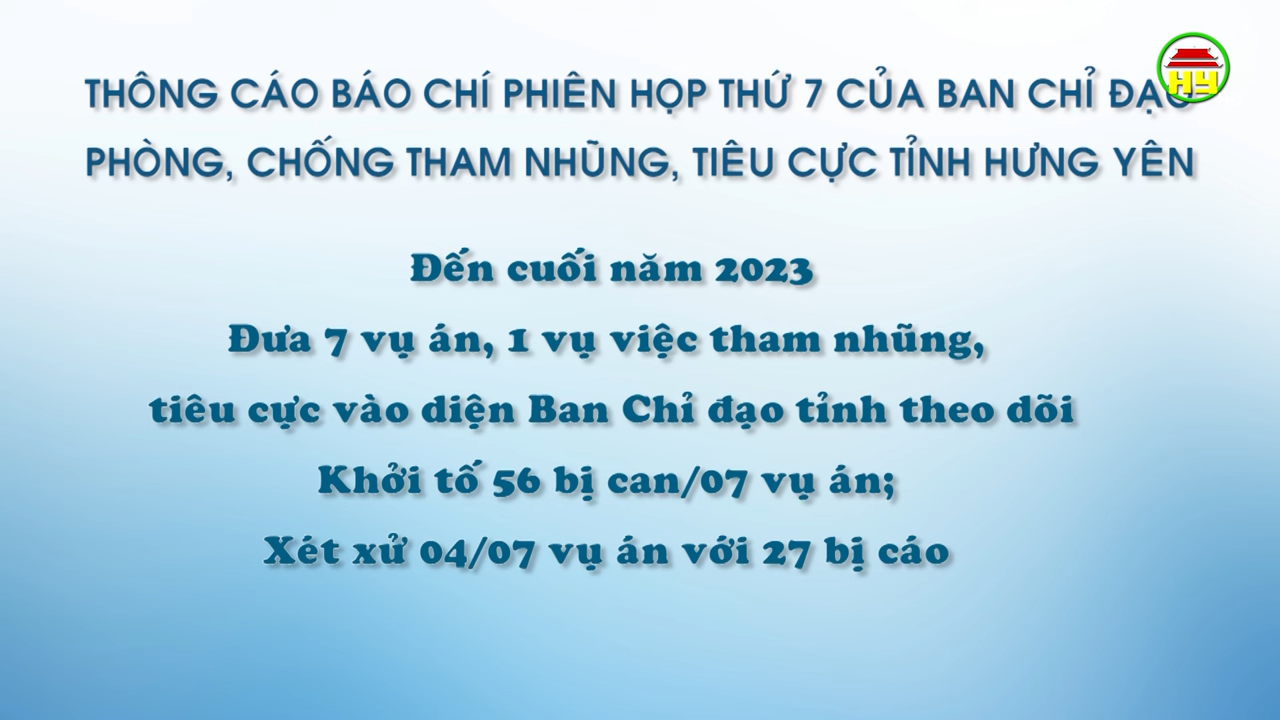 THÔNG CÁO BÁO CHÍ PHIÊN HỌP THỨ 7 CỦA BAN CHỈ ĐẠO
PHÒNG, CHỐNG THAM NHŨNG, TIÊU CỰC TỈNH HƯNG YÊN
HY
Đến cuối năm 2023
Đưa 7 vụ án, 1 vụ việc tham nhũng,
tiêu cực vào diện Ban Chỉ đạo tỉnh theo dõi
Khởi tố 56 bị can/07 vụ án;
Xét xử 04/07 vụ án với 27 bị cáo